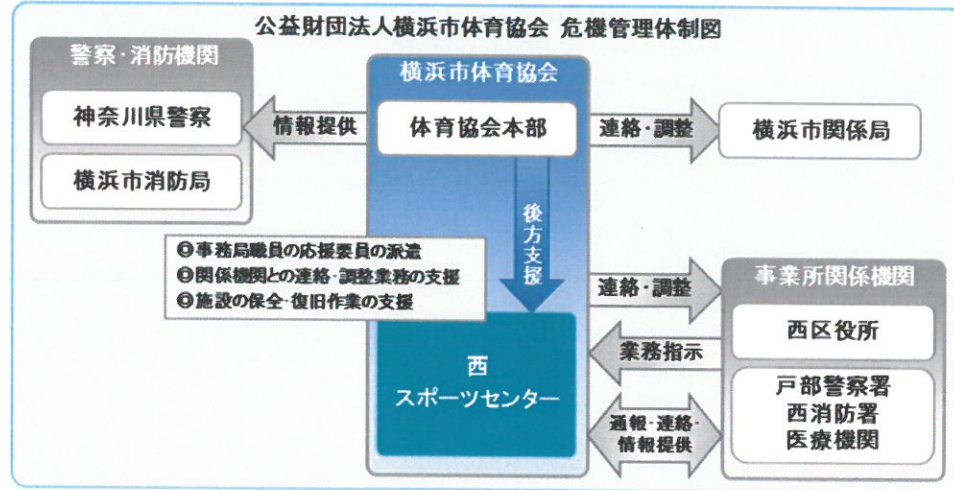 公益財団法人横浜市体育協会 危機管理体制図
警察・消防機関
神奈川県警察
横浜市消防局
情報提供
横浜市体育協会
体育協会本部
連絡・調整
横浜市関係局
後方支援
◎事務局職員の応援要員の派遣
◎関係機関との連絡・調整業務の支援
◎施設の保全・復旧作業の支援
西
スポーツセンター
連絡・調整
業務指示
通報・連絡・
情報提供
事業所関係機関
西区役所
戸部警察署
西消防署
医療機関